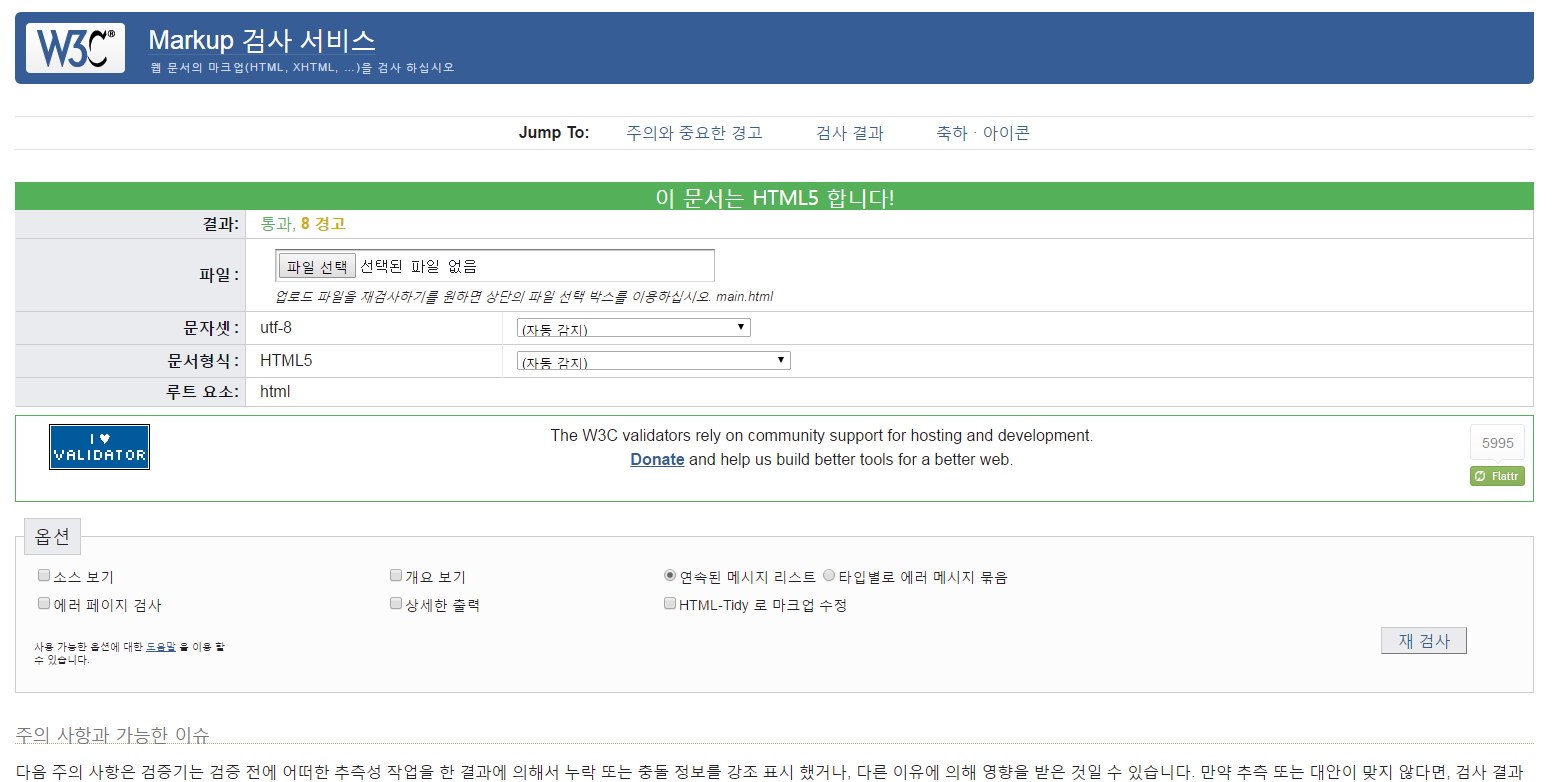 W3C®
Markup 검사 서비스
웹 문서의 마크업(HTML, XHTML, ...)을 검사 하십시오
Jump To: 주의와 중요한 경고 검사 결과 축하 · 아이콘
이 문서는 HTML5 합니다!
결과: 통과, 8 경고
파일 : 파일 선택 선택된 파일 없음
업로드 파일을 재검사하기를 원하면 상단의 파일 선택 박스를 이용하십시오. main.html
문자셋 : utf-8 (자동 감지)
문서형식 : HTML5 (자동 감지)
루트 요소: html
I ♥
VALIDATOR
The W3C validators rely on community support for hosting and development.
Donate and help us build better tools for a better web.
5995
Flattr
옵션
소스 보기 개요 보기 연속된 메시지 리스트 타입별로 에러 메시지 묶음
에러 페이지 검사 상세한 출력 HTML-Tidy 로 마크업 수정
사용 가능한 옵션에 대한 도움말 을 이용 할
수 있습니다.
재 검사
주의 사항과 가능한 이슈
다음 주의 사항은 검증기는 검증 전에 어떠한 추측성 작업을 한 결과에 의해서 누락 또는 충돌 정보를 강조 표시 했거나, 다른 이유에 의해 영향을 받은 것일 수 있습니다. 만약 추측 또는 대안이 맞지 않다면, 검사 결과